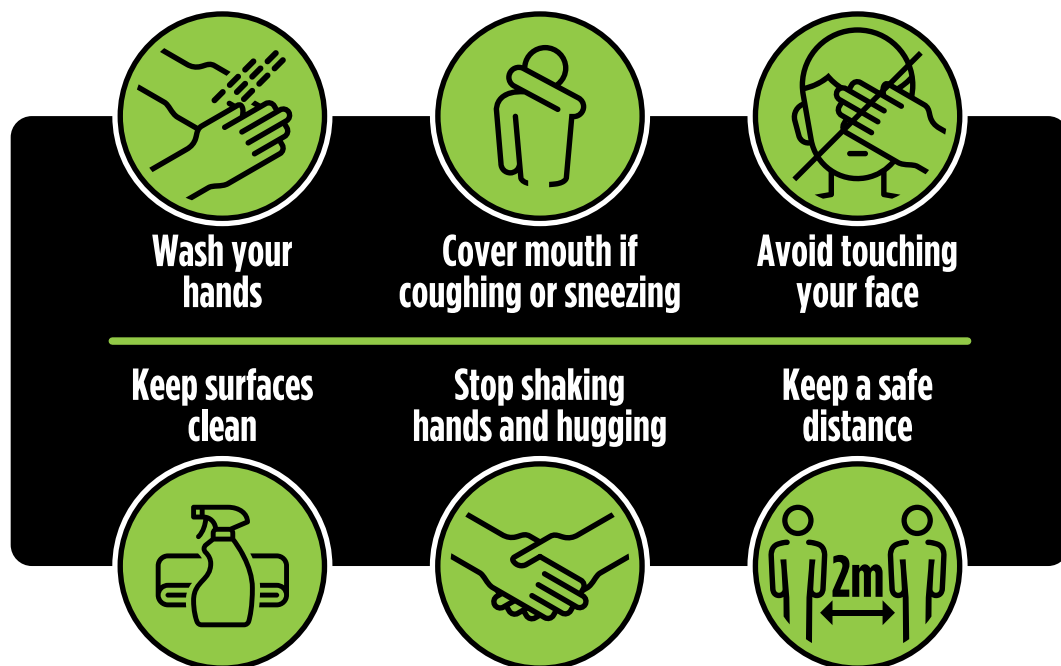 Wash your
hands
Cover mouth if
coughing or sneezing
Avoid touching
your face
Keep surfaces
clean
Stop shaking
hands and hugging
Keep a safe
distance
2m